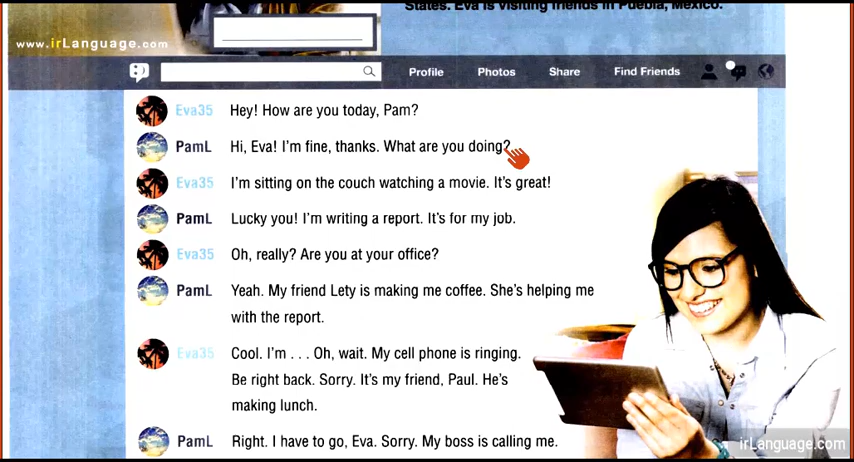 States. Eva is visiting friends in Puebla, Mexico.
www.irLanguage.com
Profile Photos Share Find Friends
Eva35 Hey! How are you today, Pam?
PamL Hi, Eva! I'm fine, thanks. What are you doing?
Eva35 I'm sitting on the couch watching a movie. It's great!
PamL Lucky you! I'm writing a report. It's for my job.
Eva35 Oh, really? Are you at your office?
PamL Yeah. My friend Lety is making me coffee. She's helping me
with the report.
Eva35 Cool. I'm . . . Oh, wait. My cell phone is ringing.
Be right back. Sorry. It's my friend, Paul. He's
making lunch.
PamL Right. I have to go, Eva. Sorry. My boss is calling me.
irLanguage.com